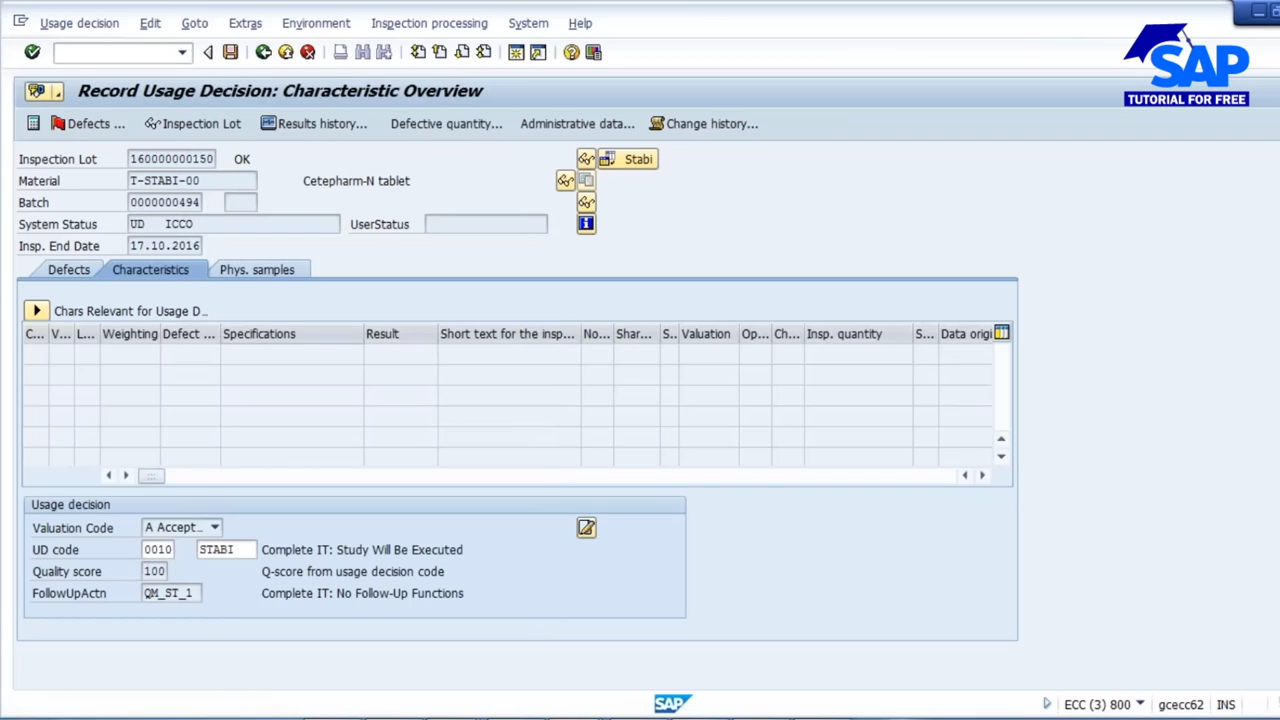 Usage decision Edit Goto Extras Environment Inspection processing System Help
SAP
TUTORIAL FOR FREE
Record Usage Decision: Characteristic Overview
Defects ... Inspection Lot Results history... Defective quantity... Administrative data... Change history...
Inspection Lot 160000000150 OK Stabi
Material T-STABI-00 Cetepharm-N tablet
Batch 0000000494
System Status UD ICCO UserStatus
Insp. End Date 17.10.2016
Defects Characteristics Phys. samples
Chars Relevant for Usage D..
C... V... L... Weighting Defect ... Specifications Result Short text for the insp... No... Shar... S.. Valuation Op... Ch... Insp. quantity S... Data origi
Usage decision
Valuation Code A Accept..
UD code 0010 STABI Complete IT: Study Will Be Executed
Quality score 100 Q-score from usage decision code
FollowUpActn QM_ST_1 Complete IT: No Follow-Up Functions
SAP ECC (3) 800 gcecc62 INS